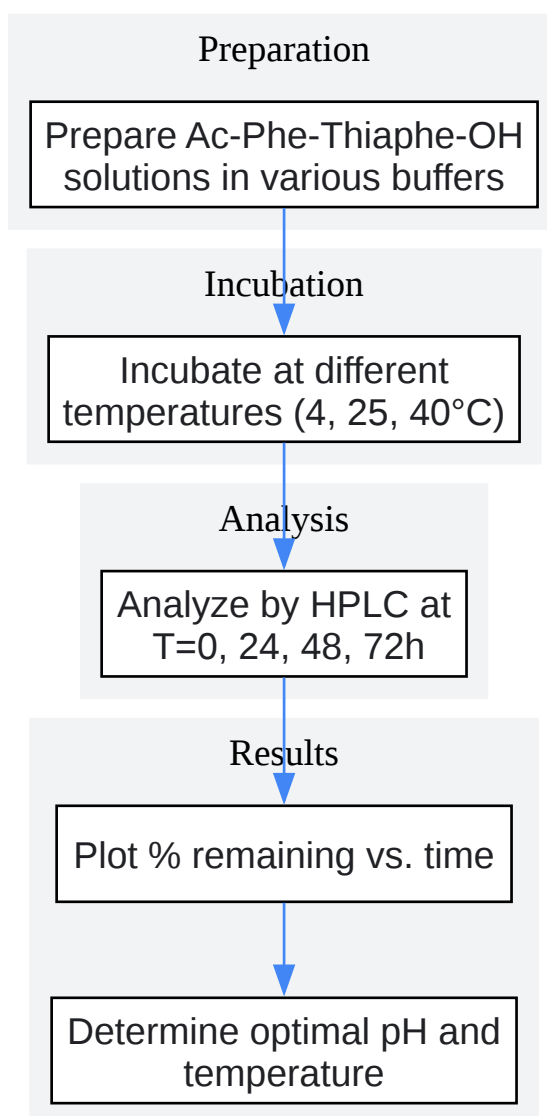 Preparation
Prepare Ac-Phe-Thiaphe-OH
solutions in various buffers
Incubation
Incubate at different
temperatures (4, 25, 40°C)
Analysis
Analyze by HPLC at
T=0, 24, 48, 72h
Results
Plot % remaining vs. time
Determine optimal pH and
temperature